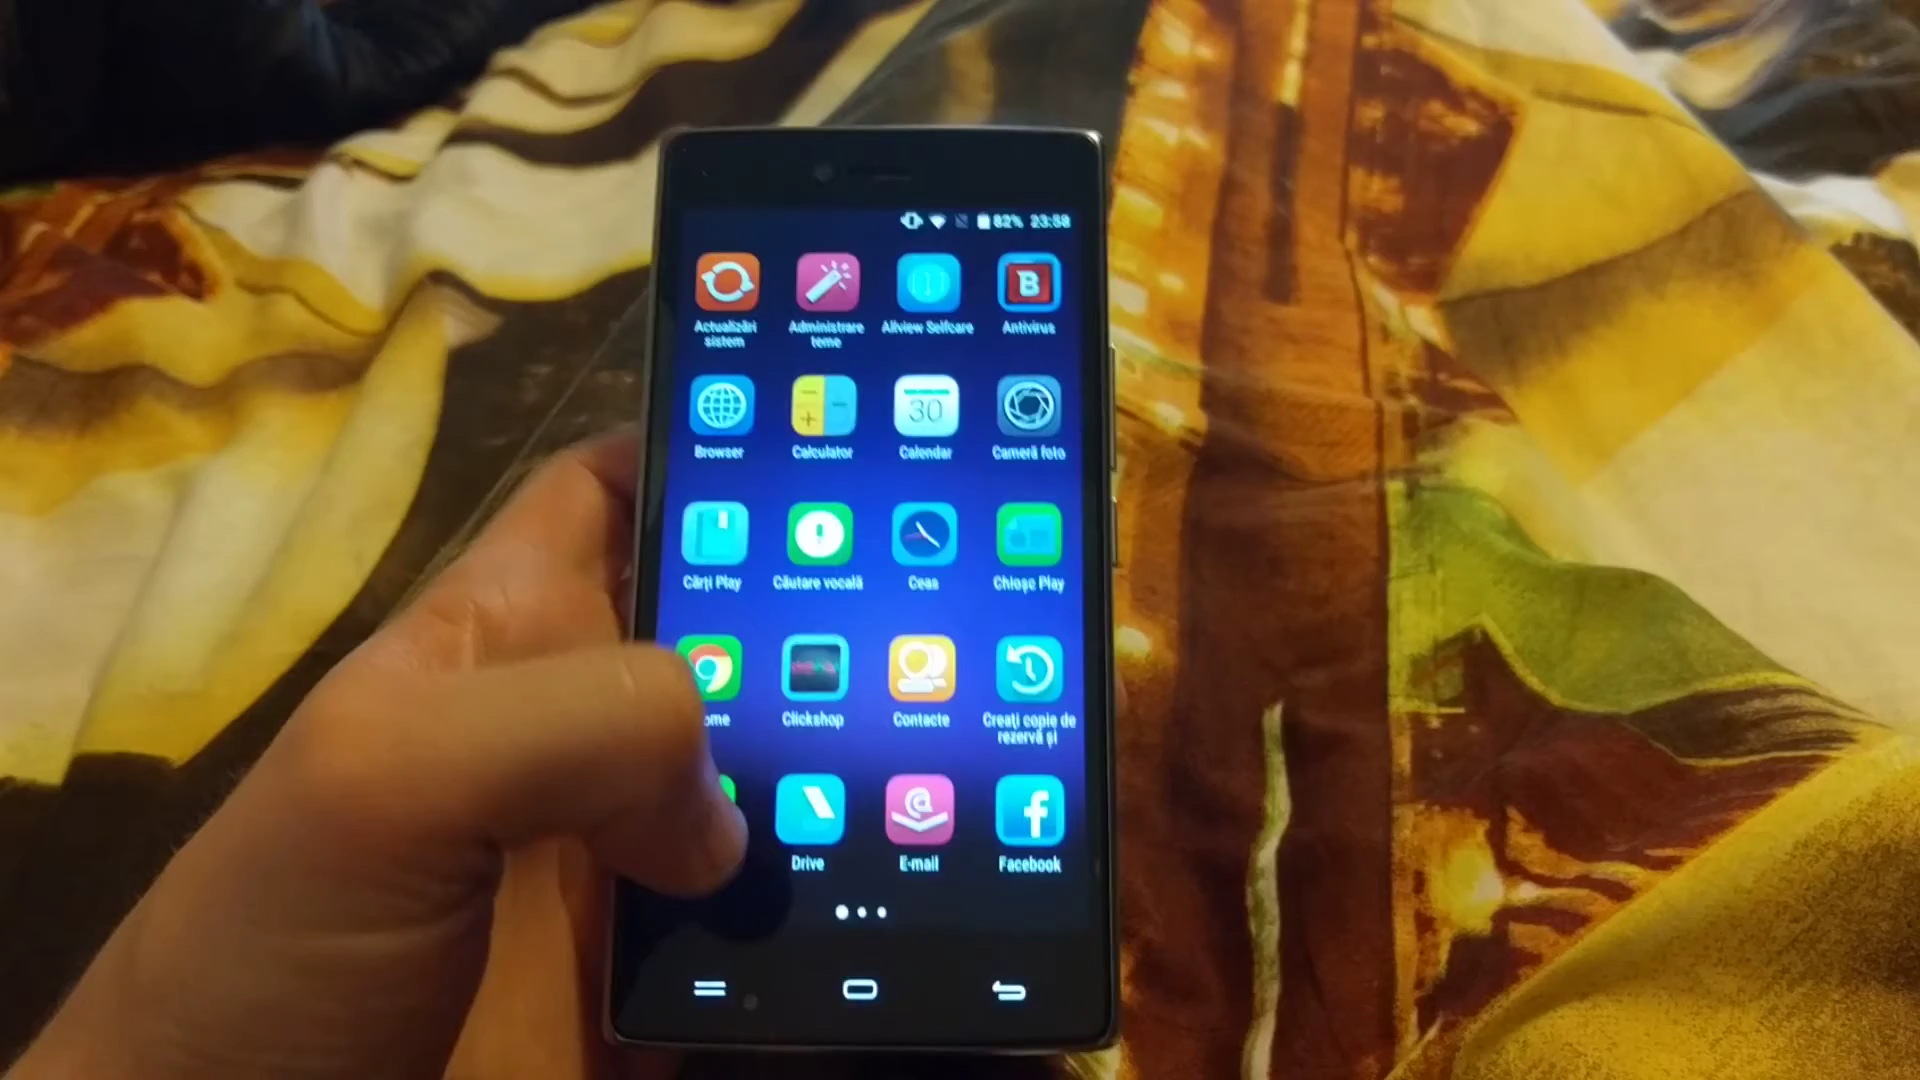 82% 23:58
Actualizări
sistem
Administrare
teme
Allview Selfcare
Antivirus
B
Browser
Calculator
30
Calendar
Cameră foto
Cărți Play
Căutare vocală
Ceas
Chioșc Play
ome
Clickshop
Contacte
Creați copie de
rezervă și
Drive
E-mail
f
Facebook